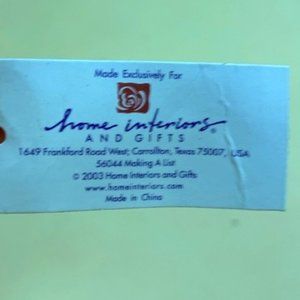 Made Exclusively For
home interiors®
AND GIFTS
1649 Frankford Road West; Carrollton, Texas 75007, USA
56044 Making A List
© 2003 Home Interiors and Gifts
www.homeinteriors.com
Made in China